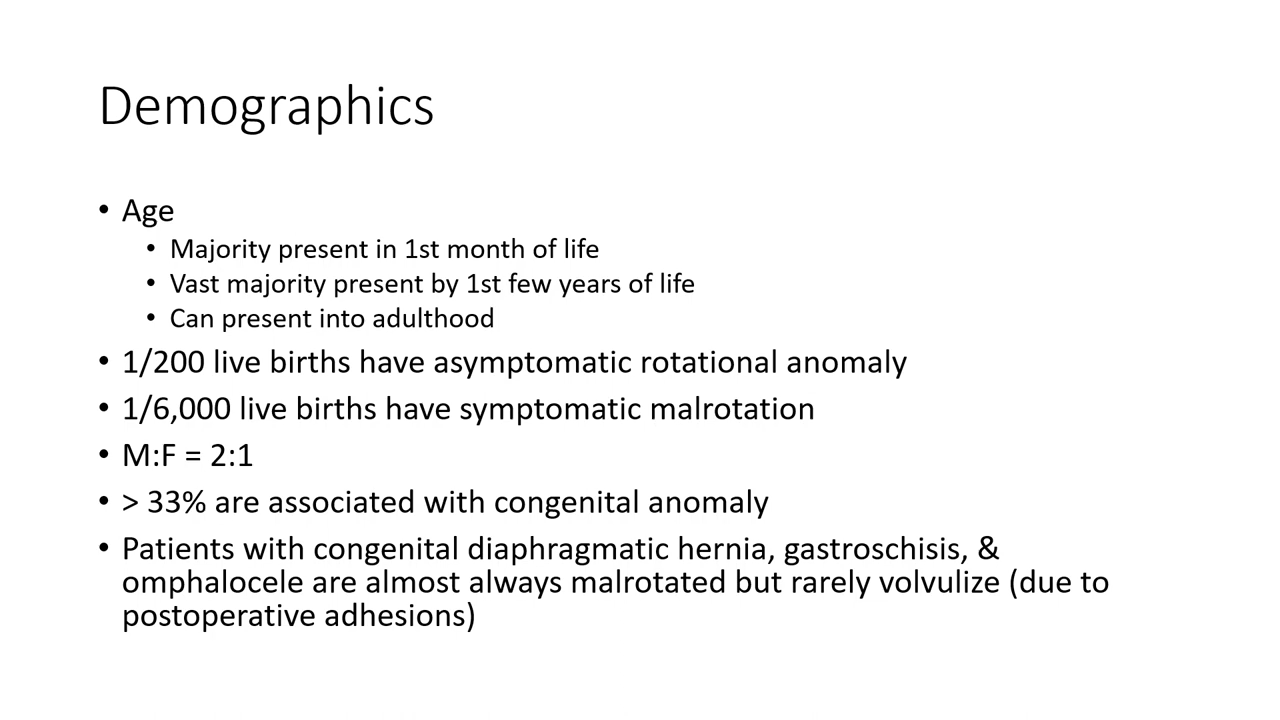 Demographics
• Age
• Majority present in 1st month of life
• Vast majority present by 1st few years of life
• Can present into adulthood
• 1/200 live births have asymptomatic rotational anomaly
• 1/6,000 live births have symptomatic malrotation
• M:F = 2:1
• > 33% are associated with congenital anomaly
• Patients with congenital diaphragmatic hernia, gastroschisis, &
omphalocele are almost always malrotated but rarely volvulize (due to
postoperative adhesions)